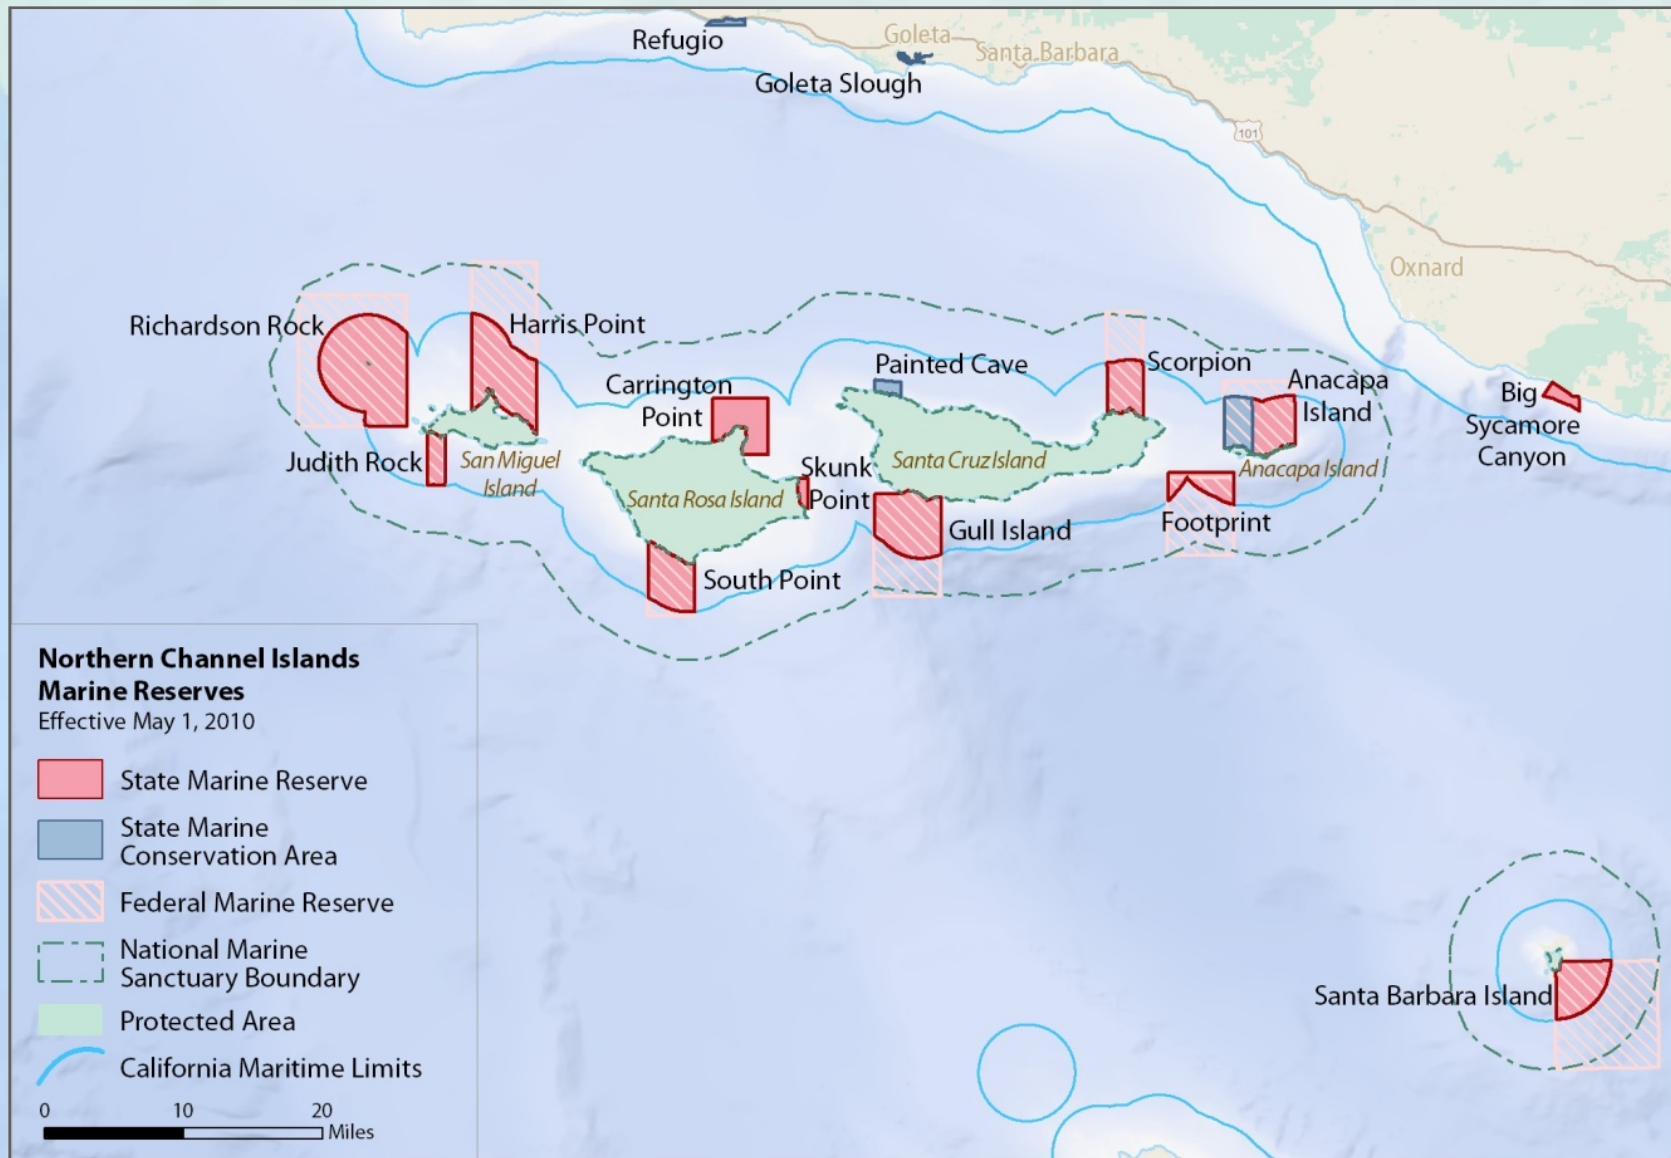 Refugio
Goleta
Santa Barbara
Goleta Slough
101
Oxnard
Richardson Rock
Harris Point
Carrington
Point
Painted Cave
Scorpion
Anacapa
Island
Big
Sycamore
Canyon
Judith Rock
San Miguel
Island
Skunk
Point
Santa Rosa Island
Santa Cruz Island
Anacapa Island
Gull Island
Footprint
South Point
Northern Channel Islands
Marine Reserves
Effective May 1, 2010
State Marine Reserve
State Marine
Conservation Area
Federal Marine Reserve
National Marine
Sanctuary Boundary
Protected Area
California Maritime Limits
0 10 20
Miles
Santa Barbara Island